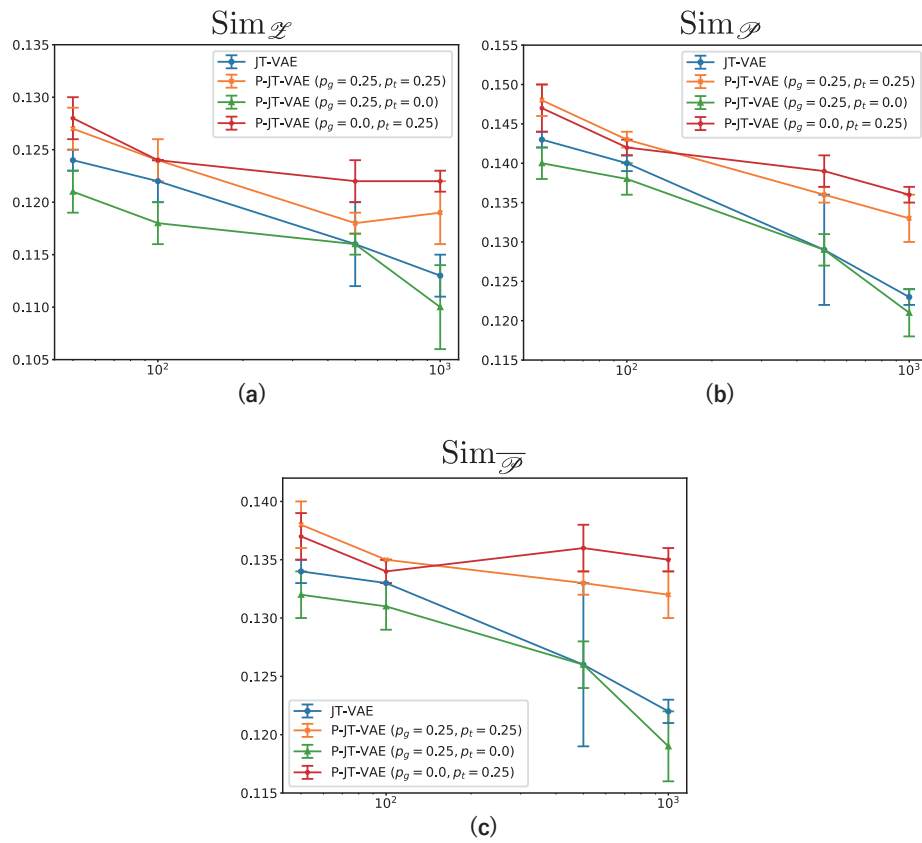 Sim𝒵
0.135
0.130
0.125
0.120
0.115
0.110
0.105
JT-VAE
P-JT-VAE (p_g = 0.25, p_t = 0.25)
P-JT-VAE (p_g = 0.25, p_t = 0.0)
P-JT-VAE (p_g = 0.0, p_t = 0.25)
10² 10³
(a)
Sim𝒫
0.155
0.150
0.145
0.140
0.135
0.130
0.125
0.120
0.115
JT-VAE
P-JT-VAE (p_g = 0.25, p_t = 0.25)
P-JT-VAE (p_g = 0.25, p_t = 0.0)
P-JT-VAE (p_g = 0.0, p_t = 0.25)
10² 10³
(b)
Sim𝒫̅
0.140
0.135
0.130
0.125
0.120
0.115
JT-VAE
P-JT-VAE (p_g = 0.25, p_t = 0.25)
P-JT-VAE (p_g = 0.25, p_t = 0.0)
P-JT-VAE (p_g = 0.0, p_t = 0.25)
10² 10³
(c)